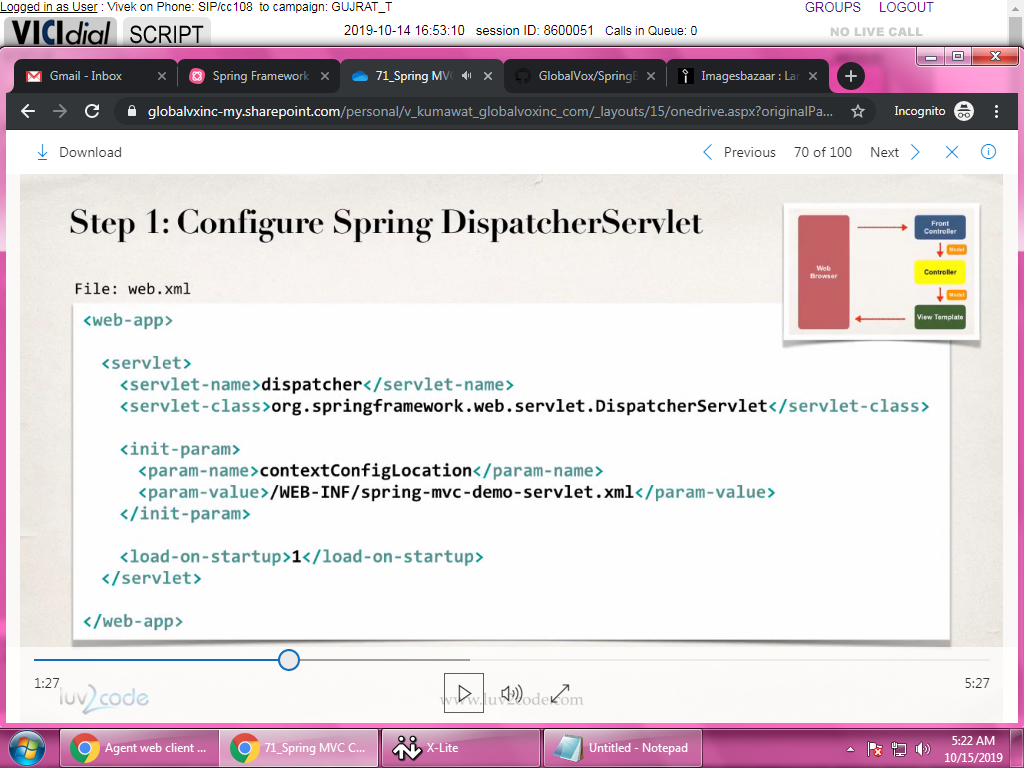 Logged in as User : Vivek on Phone: SIP/cc108 to campaign: GUJRAT_T
GROUPS LOGOUT
VICIdial SCRIPT 2019-10-14 16:53:10 session ID: 8600051 Calls in Queue: 0 NO LIVE CALL
Gmail - Inbox
Spring Framework
71_Spring MV
GlobalVox/Spring
Imagesbazaar : Lar
globalvxinc-my.sharepoint.com/personal/v_kumawat_globalvoxinc_com/_layouts/15/onedrive.aspx?originalPa... Incognito
Download Previous 70 of 100 Next
Step 1: Configure Spring DispatcherServlet
Web
Browser
Front
Controller
Model
Controller
Model
View Template
File: web.xml
<web-app>
<servlet>
<servlet-name>dispatcher</servlet-name>
<servlet-class>org.springframework.web.servlet.DispatcherServlet</servlet-class>
<init-param>
<param-name>contextConfigLocation</param-name>
<param-value>/WEB-INF/spring-mvc-demo-servlet.xml</param-value>
</init-param>
<load-on-startup>1</load-on-startup>
</servlet>
</web-app>
1:27 5:27
luv2code
www.luv2code.com
Agent web client ...
71_Spring MVC C...
X-Lite
Untitled - Notepad
5:22 AM
10/15/2019